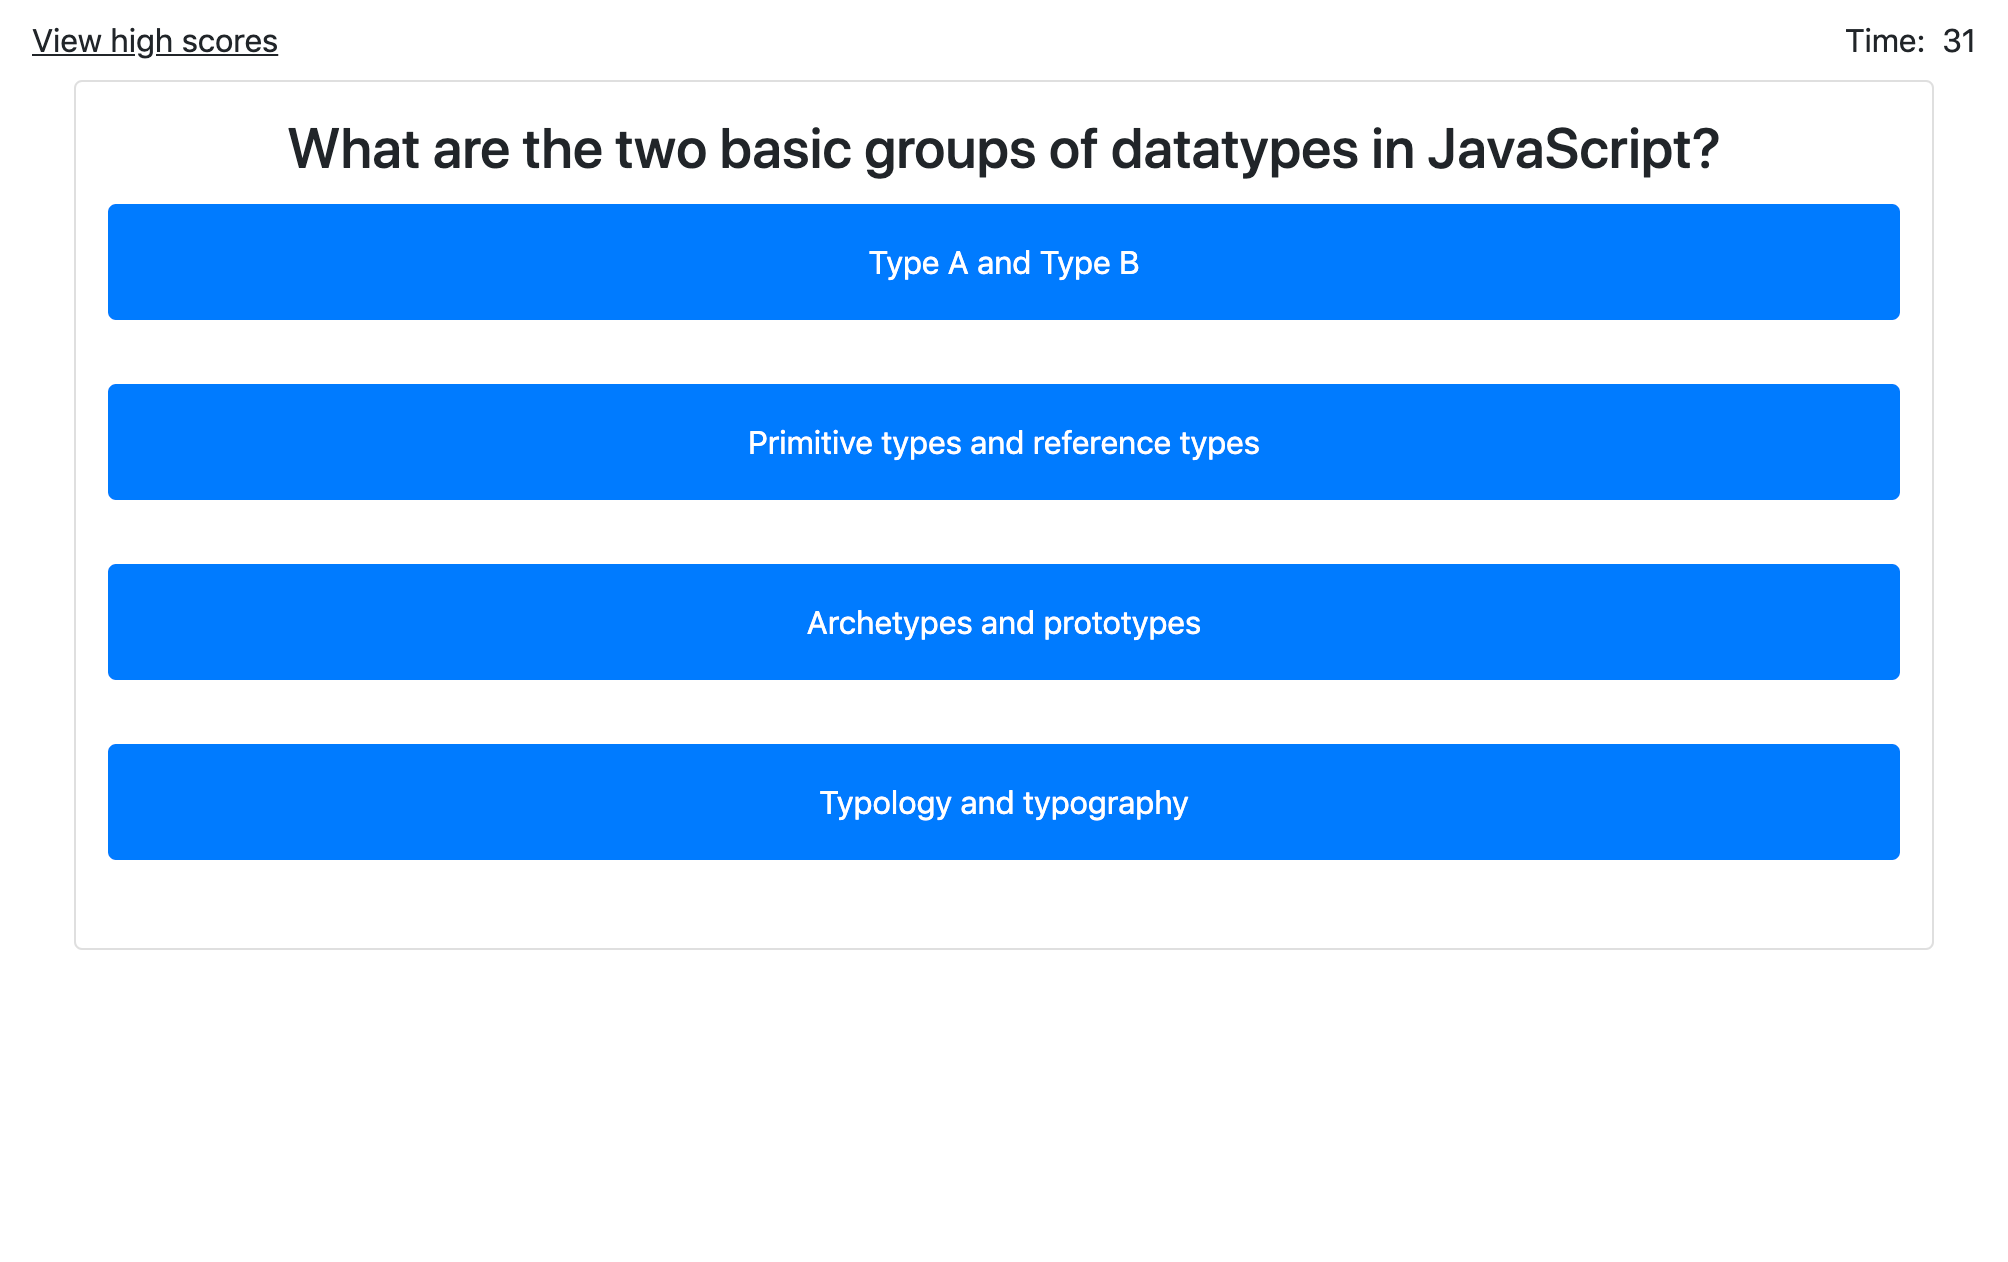 View high scores
Time: 31
What are the two basic groups of datatypes in JavaScript?
Type A and Type B
Primitive types and reference types
Archetypes and prototypes
Typology and typography